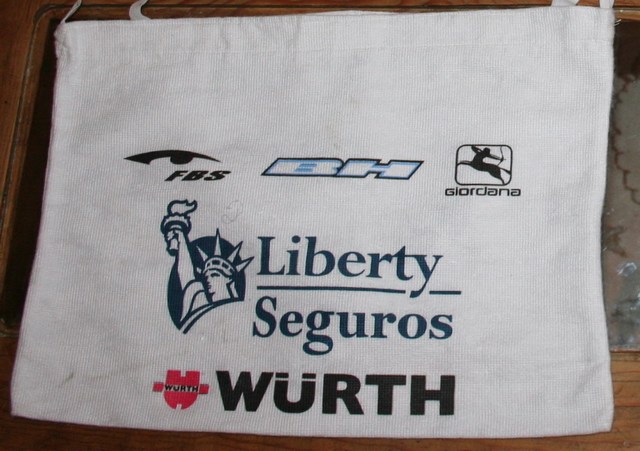 FBS
BH
GIORDANA
Liberty
Seguros
WÜRTH
WÜRTH